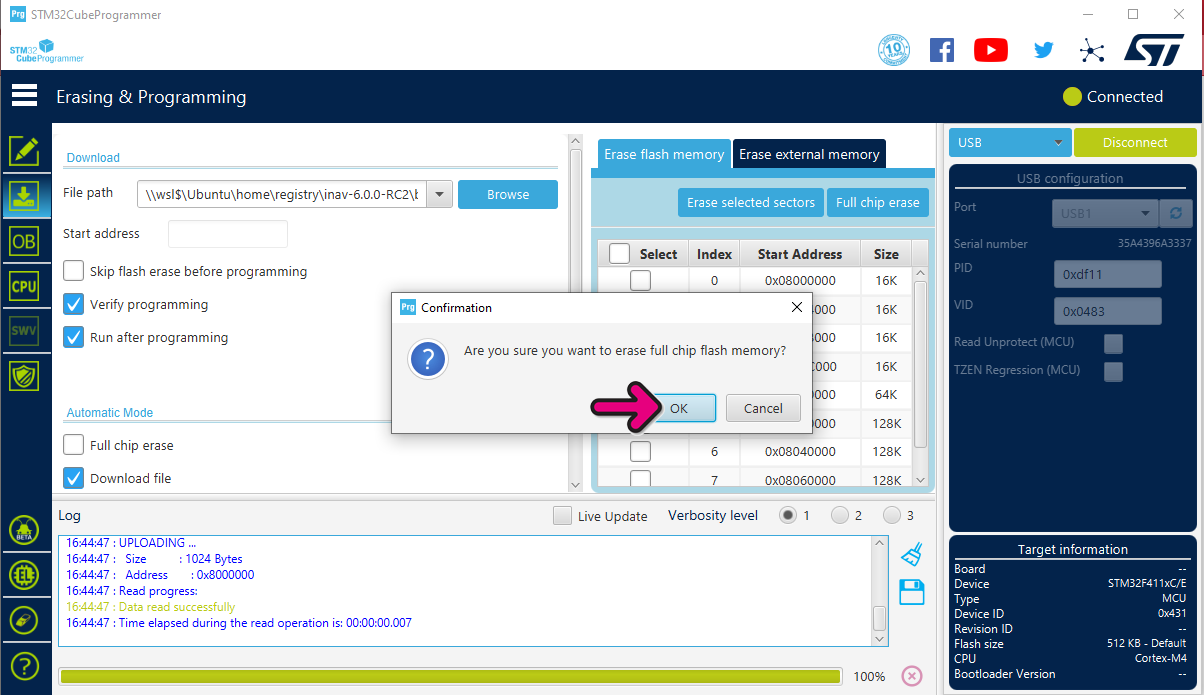 Prg STM32CubeProgrammer
STM32
CubeProgrammer
10 YEARS
Erasing & Programming
Connected
Download
File path
\\wsl$\Ubuntu\home\registry\inav-6.0.0-RC2\b
Browse
Start address
Skip flash erase before programming
Verify programming
Run after programming
Automatic Mode
Full chip erase
Download file
OB
CPU
SWV
BETA
EL
?
Erase flash memory
Erase external memory
Erase selected sectors
Full chip erase
Select Index Start Address Size
0 0x08000000 16K
000 16K
000 16K
C000 16K
000 64K
000 128K
6 0x08040000 128K
7 0x08060000 128K
Prg Confirmation
?
Are you sure you want to erase full chip flash memory?
OK
Cancel
USB
Disconnect
USB configuration
Port USB1
Serial number 35A4396A3337
PID 0xdf11
VID 0x0483
Read Unprotect (MCU)
TZEN Regression (MCU)
Log
Live Update Verbosity level 1 2 3
16:44:47 : UPLOADING ...
16:44:47 : Size : 1024 Bytes
16:44:47 : Address : 0x8000000
16:44:47 : Read progress:
16:44:47 : Data read successfully
16:44:47 : Time elapsed during the read operation is: 00:00:00.007
100%
Target information
Board --
Device STM32F411xC/E
Type MCU
Device ID 0x431
Revision ID --
Flash size 512 KB - Default
CPU Cortex-M4
Bootloader Version --